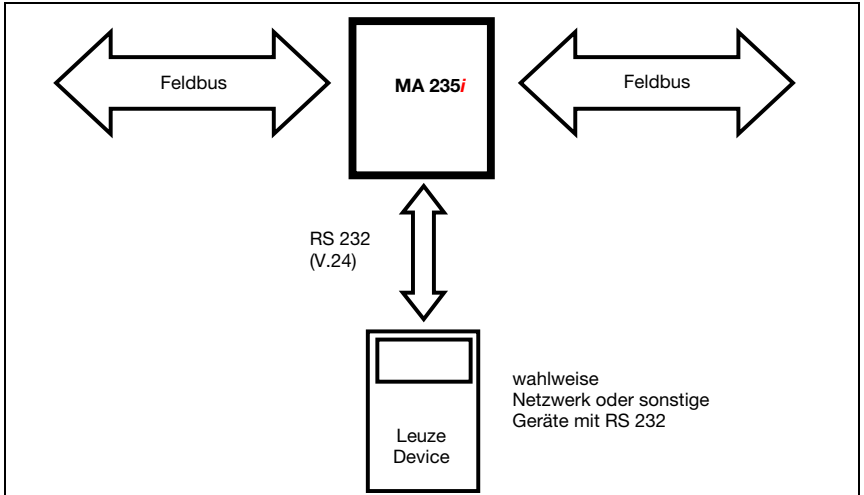 Feldbus
MA 235i
Feldbus
RS 232
(V.24)
wahlweise
Netzwerk oder sonstige
Geräte mit RS 232
Leuze
Device